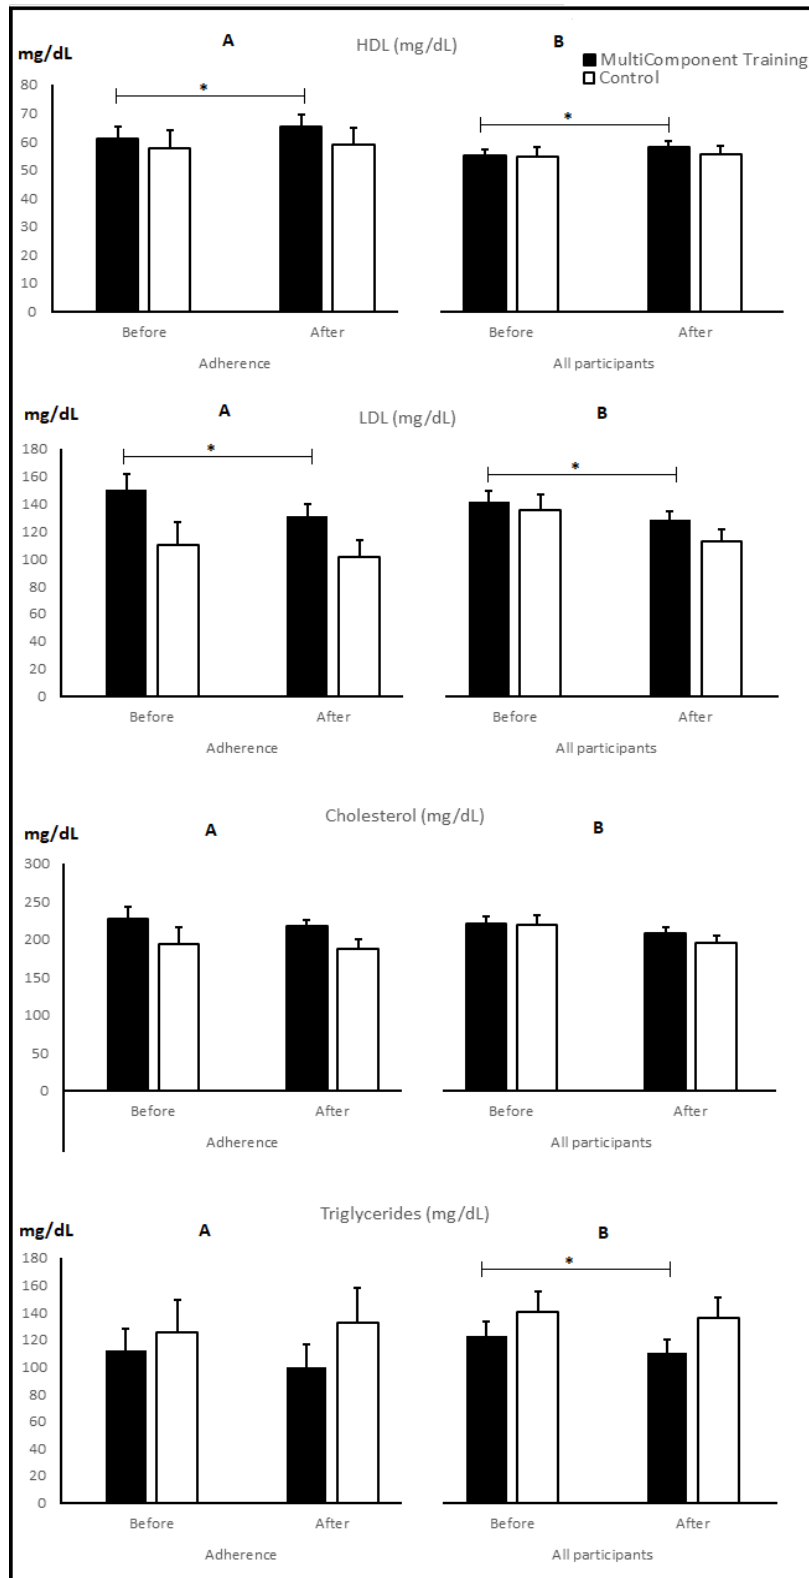 A HDL (mg/dL) B
mg/dL
MultiComponent Training
Control
80
70
60
50
40
30
20
10
0
*
*
Before After Before After
Adherence All participants
A B
mg/dL LDL (mg/dL)
180
160
140
120
100
80
60
40
20
0
*
*
Before After Before After
Adherence All participants
Cholesterol (mg/dL)
mg/dL A B
300
250
200
150
100
50
0
Before After Before After
Adherence All participants
Triglycerides (mg/dL)
mg/dL A B
180
160
140
120
100
80
60
40
20
0
*
Before After Before After
Adherence All participants